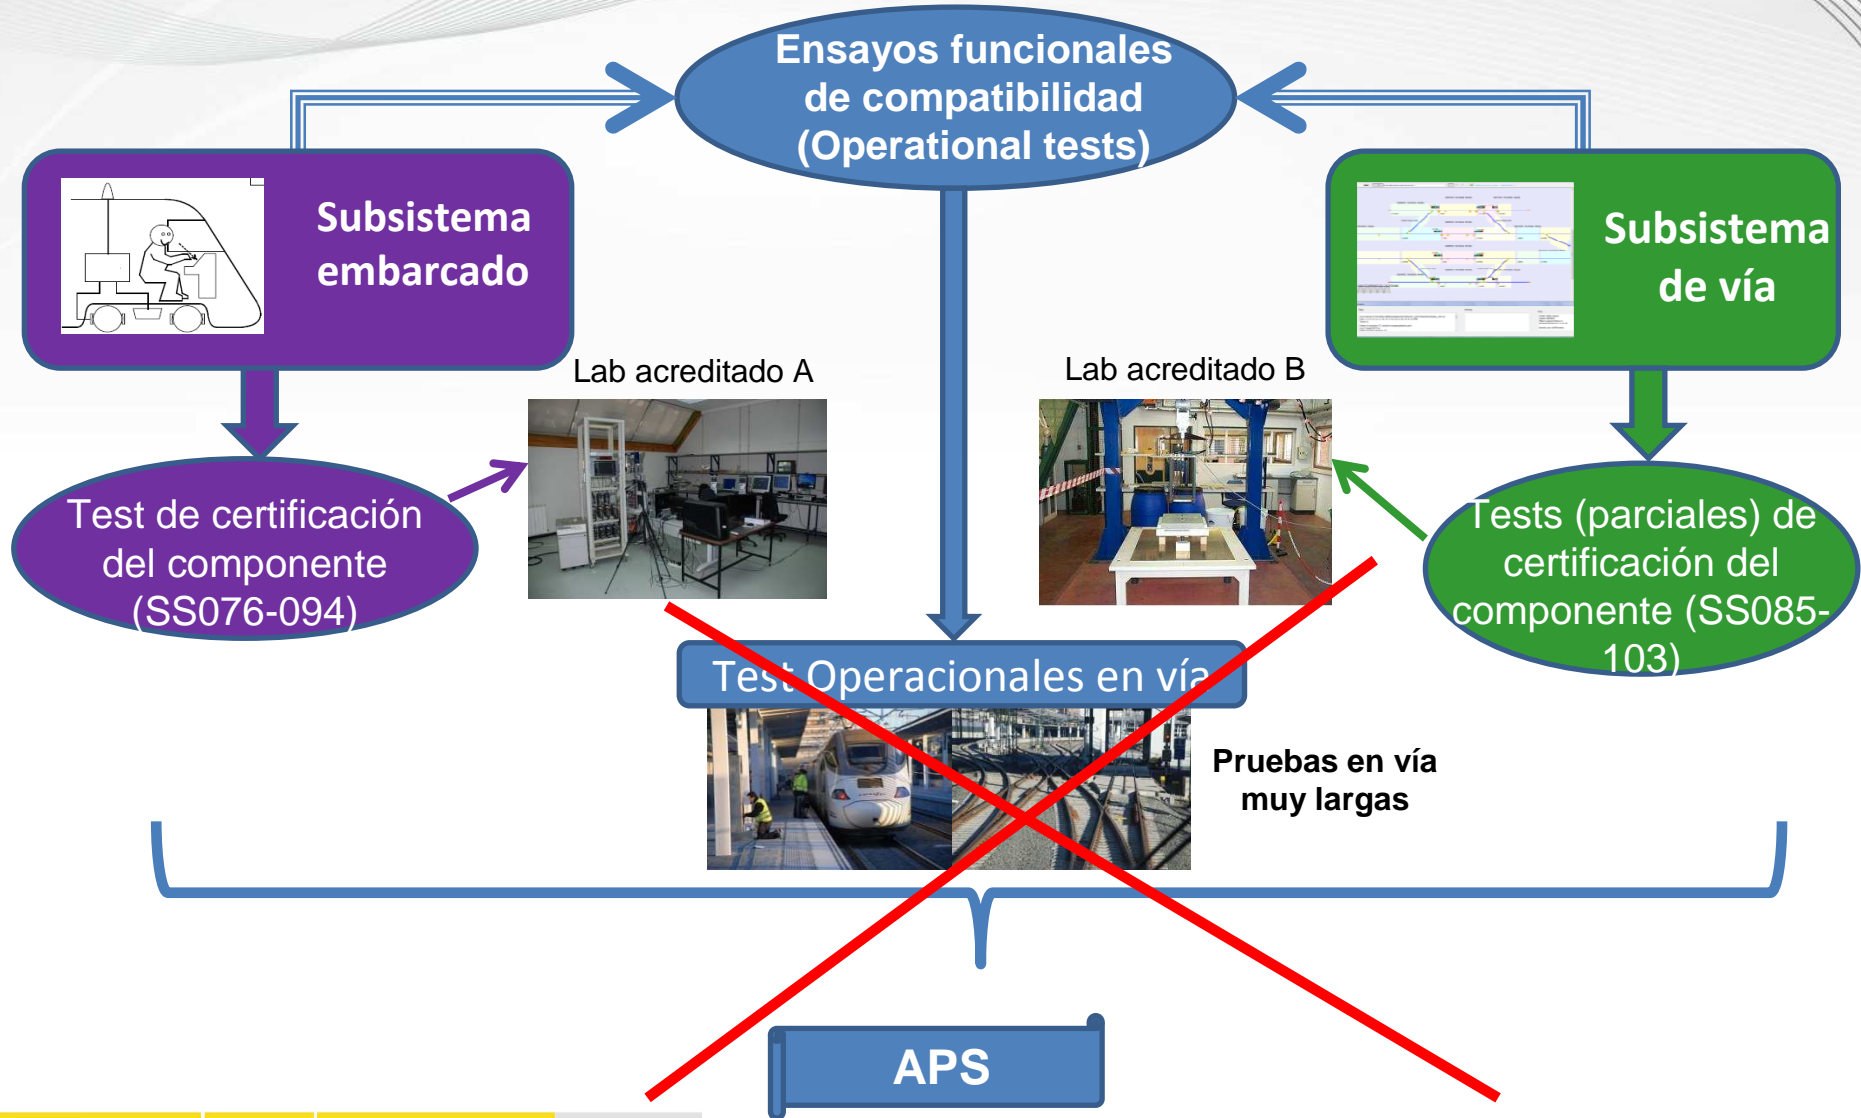 Ensayos funcionales
de compatibilidad
(Operational tests)
Subsistema
embarcado
Subsistema
de vía
Lab acreditado A
Lab acreditado B
Test de certificación
del componente
(SS076-094)
Tests (parciales) de
certificación del
componente (SS085-
103)
Test Operacionales en vía
Pruebas en vía
muy largas
APS